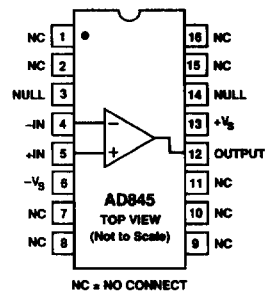 NC 1 16 NC
NC 2 15 NC
NULL 3 14 NULL
–IN 4 – 13 +VS
+IN 5 + 12 OUTPUT
–VS 6 11 NC
AD845
NC 7 TOP VIEW 10 NC
(Not to Scale)
NC 8 9 NC
NC = NO CONNECT